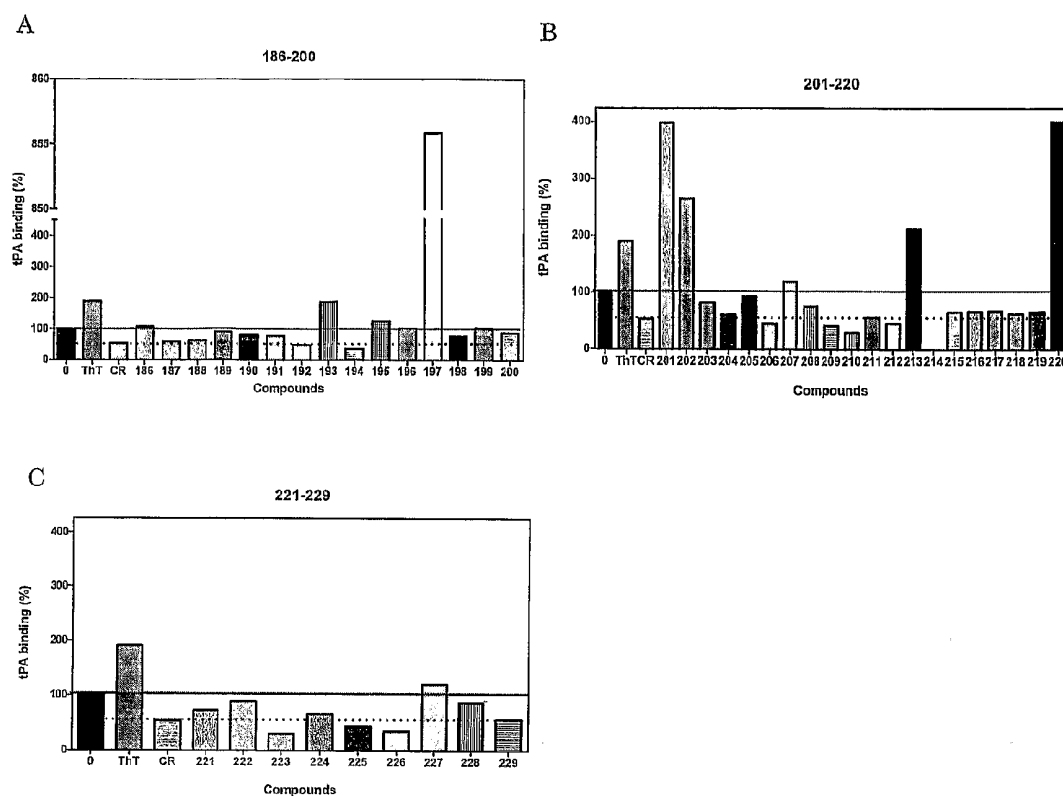 A
186-200
860
855
850
400
300
200
100
0
tPA binding (%)
0 ThT CR 186 187 188 189 190 191 192 193 194 195 196 197 198 199 200
Compounds
B
201-220
400
300
200
100
0
tPA binding (%)
0 ThT CR 201 202 203 204 205 206 207 208 209 210 211 212 213 214 215 216 217 218 219 220
Compounds
C
221-229
400
300
200
100
0
tPA binding (%)
0 ThT CR 221 222 223 224 225 226 227 228 229
Compounds